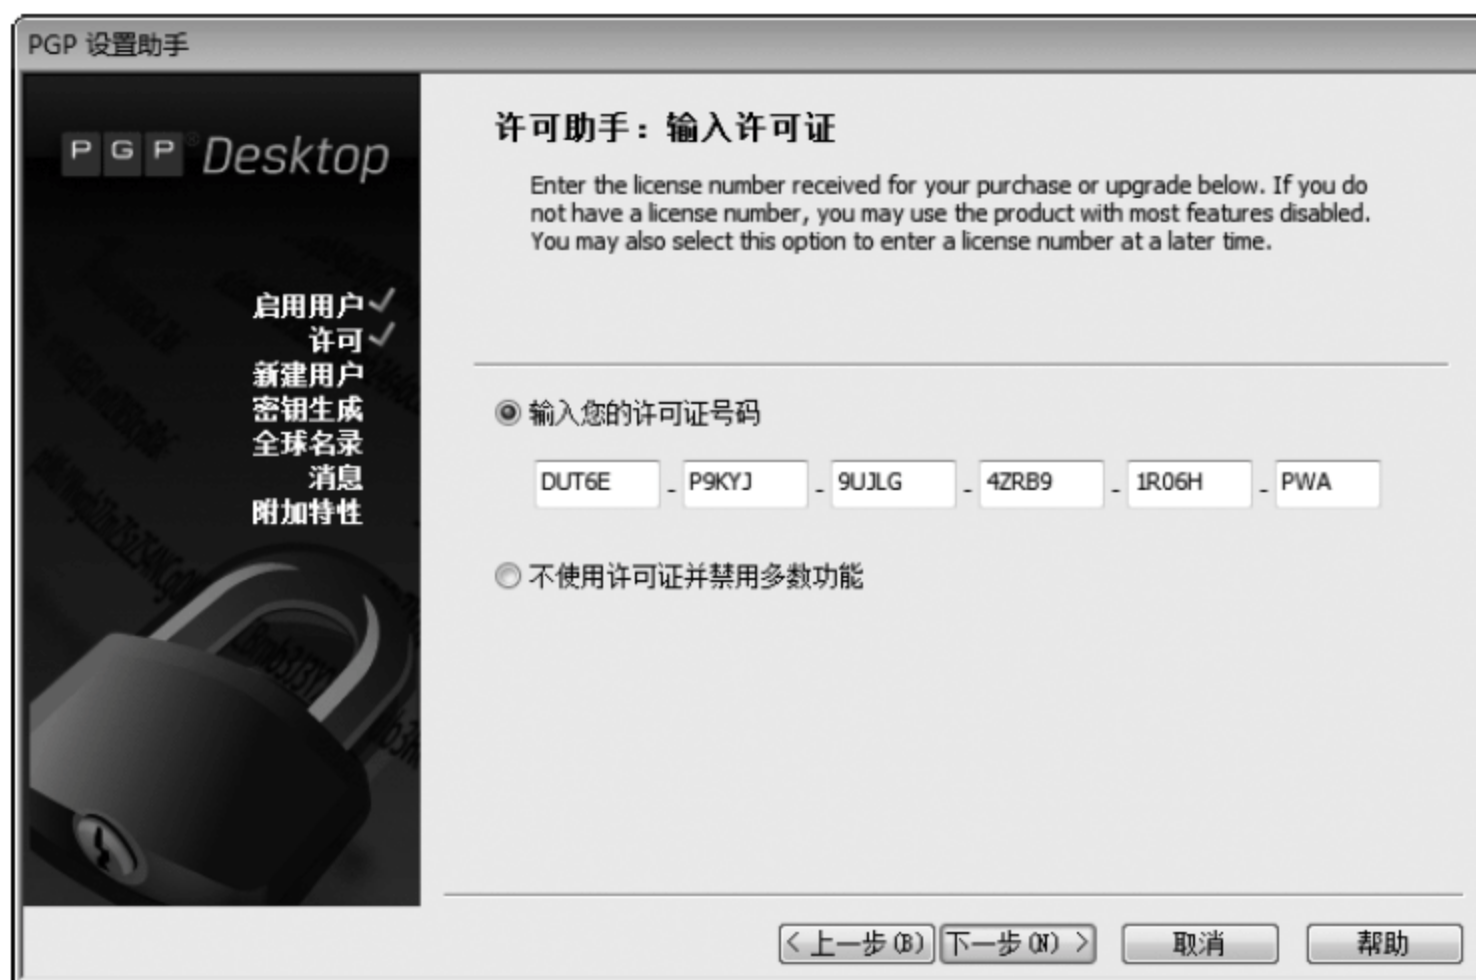 PGP 设置助手
PGP® Desktop
启用用户
许可
新建用户
密钥生成
全球名录
消息
附加特性
许可助手：输入许可证
Enter the license number received for your purchase or upgrade below. If you do
not have a license number, you may use the product with most features disabled.
You may also select this option to enter a license number at a later time.
输入您的许可证号码
DUT6E - P9KYJ - 9UJLG - 4ZRB9 - 1R06H - PWA
不使用许可证并禁用多数功能
< 上一步(B) 下一步(N) > 取消 帮助